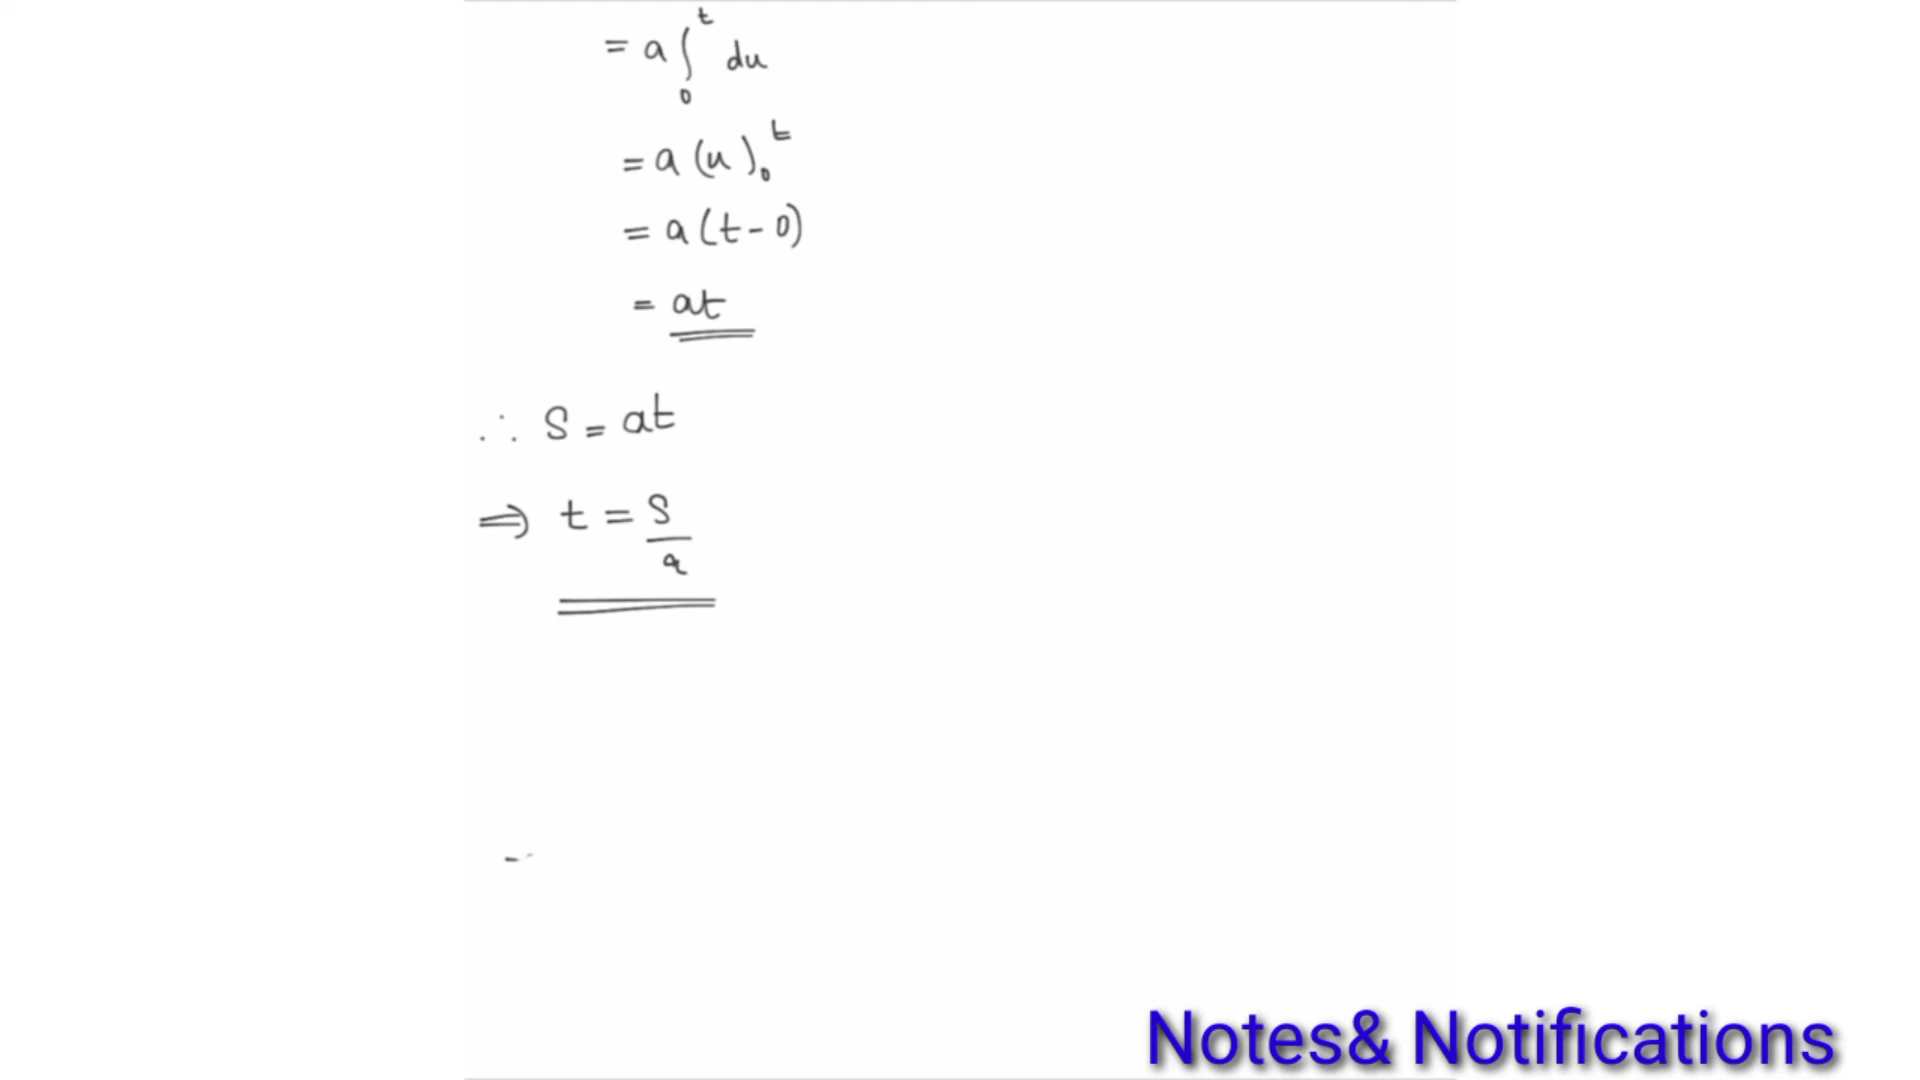 = a ∫₀ᵗ du
= a (u)₀ᵗ
= a (t - 0)
= at
∴ s = at
⇒ t = s/a
Notes& Notifications